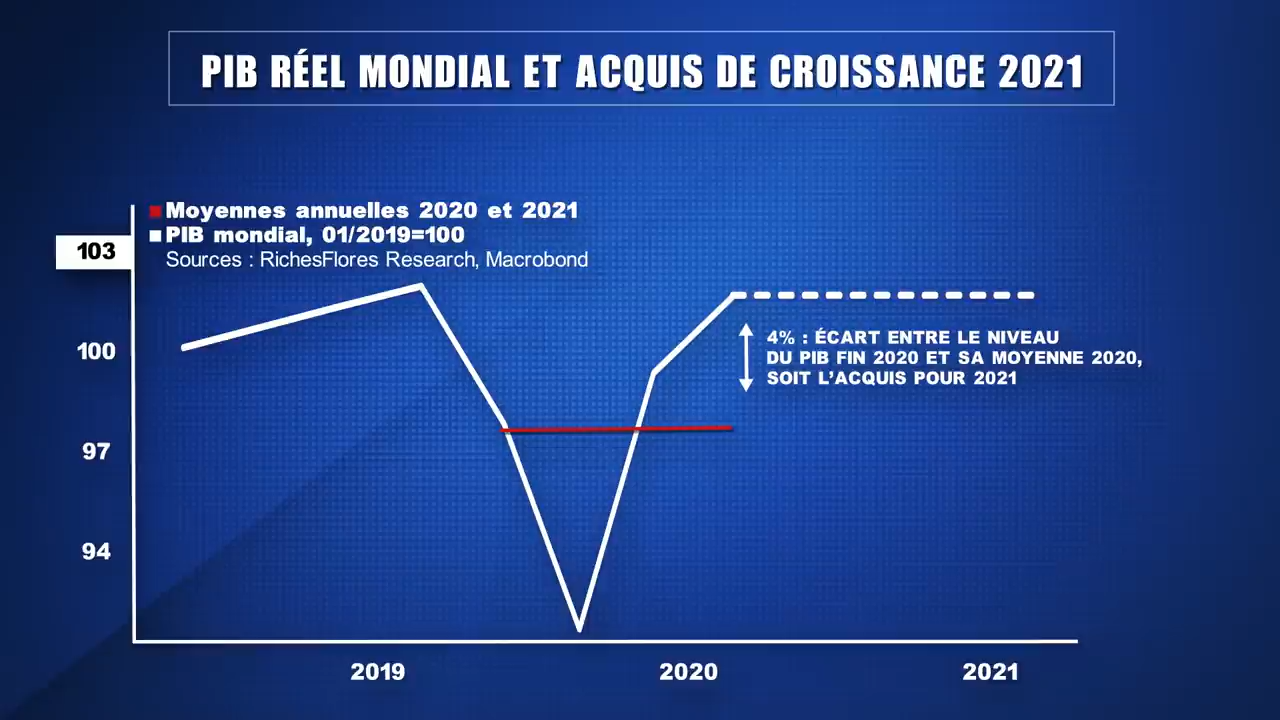 PIB RÉEL MONDIAL ET ACQUIS DE CROISSANCE 2021
Moyennes annuelles 2020 et 2021
PIB mondial, 01/2019=100
Sources : RichesFlores Research, Macrobond
103
100
97
94
4% : ÉCART ENTRE LE NIVEAU
DU PIB FIN 2020 ET SA MOYENNE 2020,
SOIT L’ACQUIS POUR 2021
2019
2020
2021